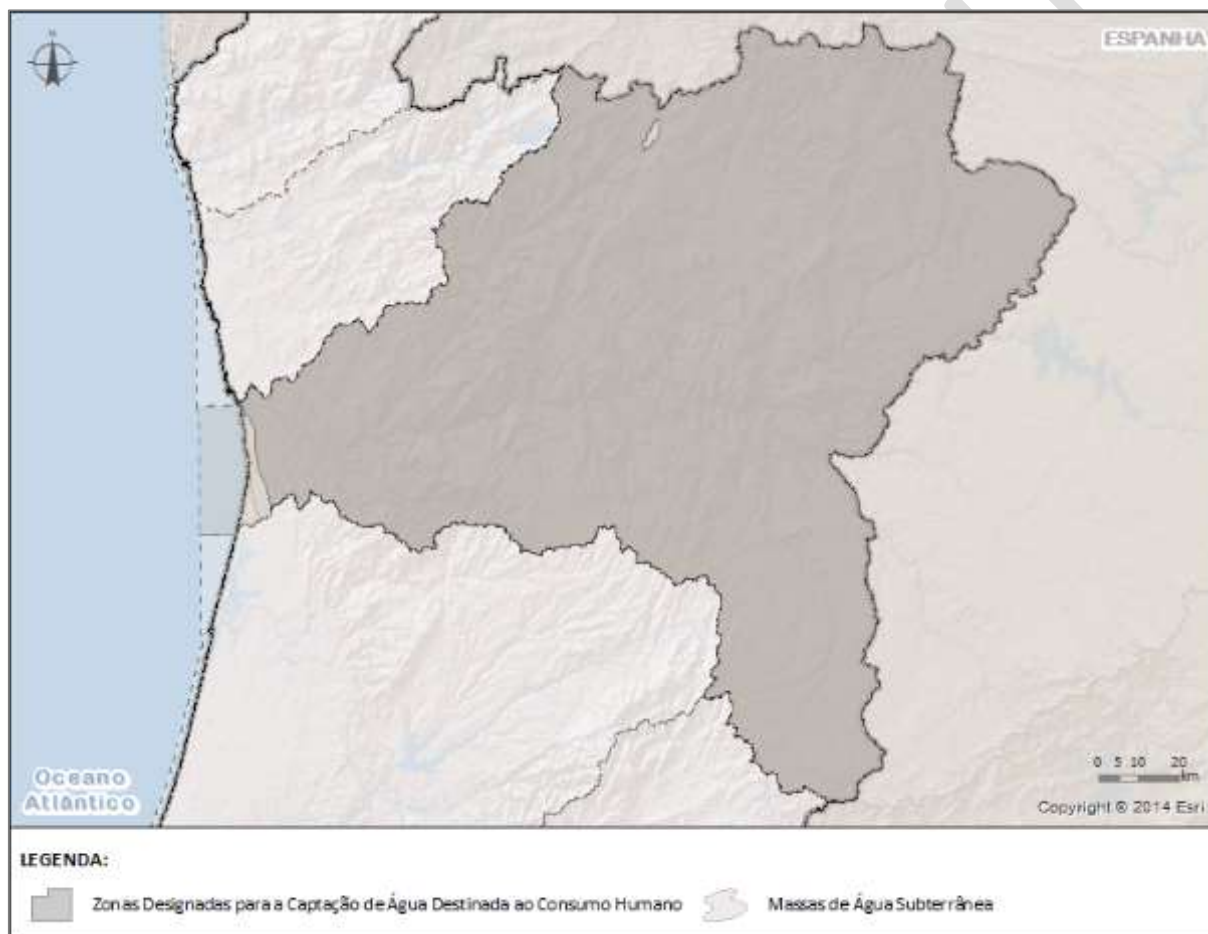 N
ESPANHA
Oceano
Atlântico
0 5 10 20
km
Copyright © 2014 Esri
LEGENDA:
Zonas Designadas para a Captação de Água Destinada ao Consumo Humano
Massas de Água Subterrânea